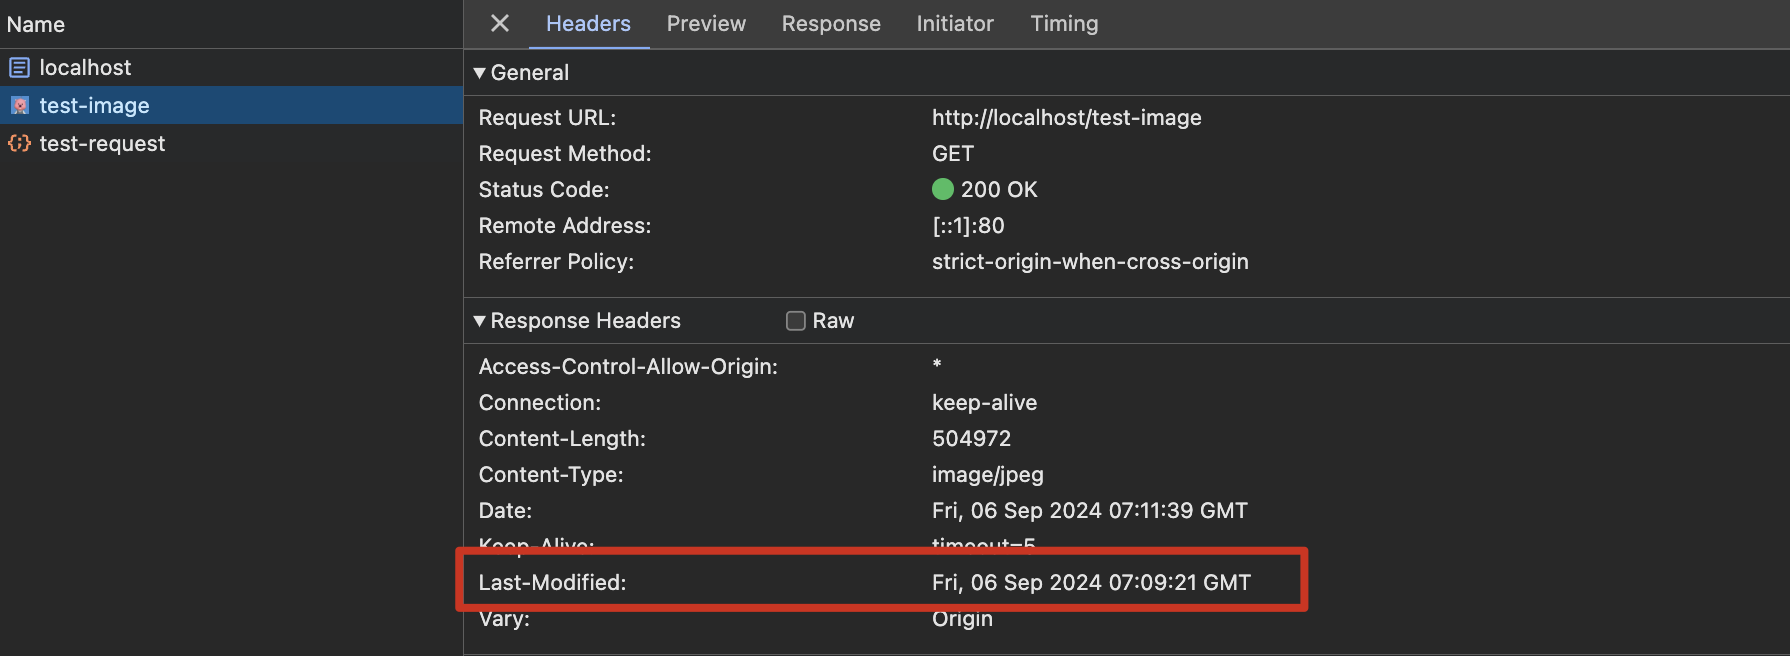 Name
localhost
test-image
test-request
Headers Preview Response Initiator Timing
General
Request URL: http://localhost/test-image
Request Method: GET
Status Code: 200 OK
Remote Address: [::1]:80
Referrer Policy: strict-origin-when-cross-origin
Response Headers Raw
Access-Control-Allow-Origin: *
Connection: keep-alive
Content-Length: 504972
Content-Type: image/jpeg
Date: Fri, 06 Sep 2024 07:11:39 GMT
Keep-Alive: timeout=5
Last-Modified: Fri, 06 Sep 2024 07:09:21 GMT
Vary: Origin